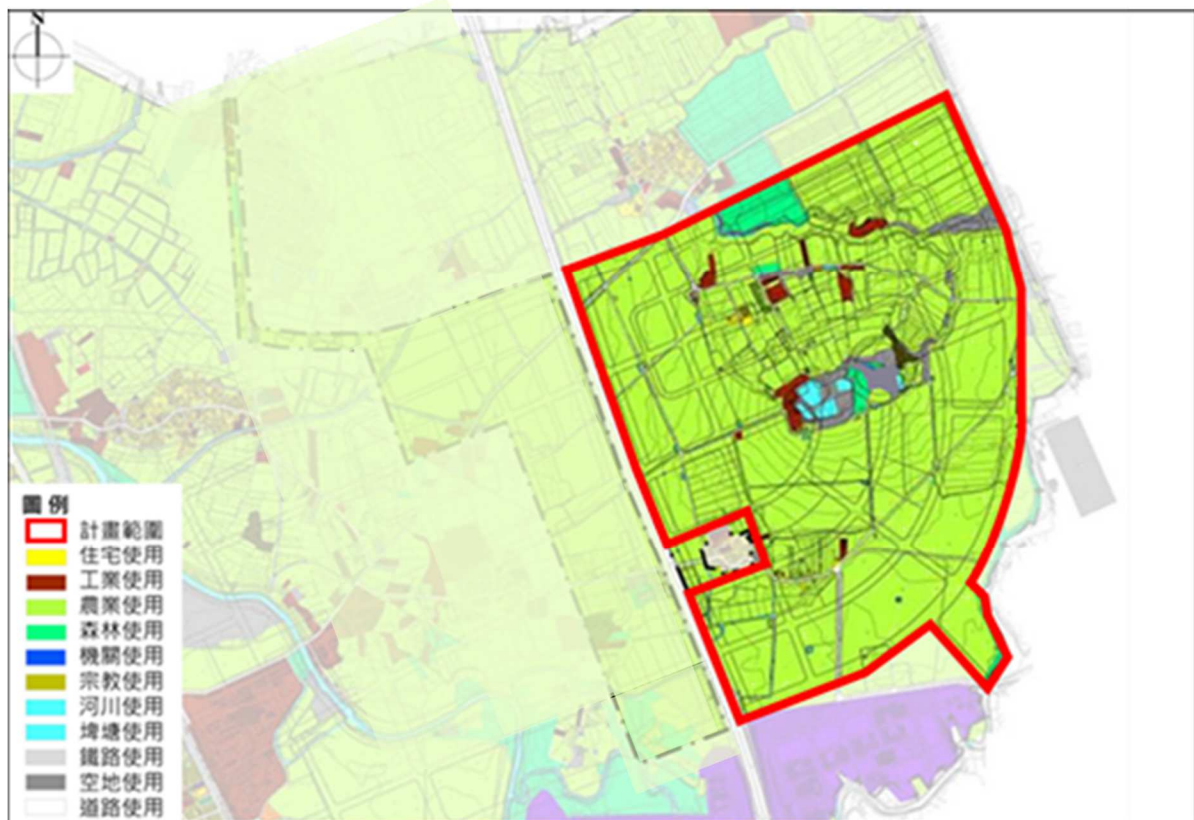 N
圖例
計畫範圍
住宅使用
工業使用
農業使用
森林使用
機關使用
宗教使用
河川使用
埤塘使用
鐵路使用
空地使用
道路使用